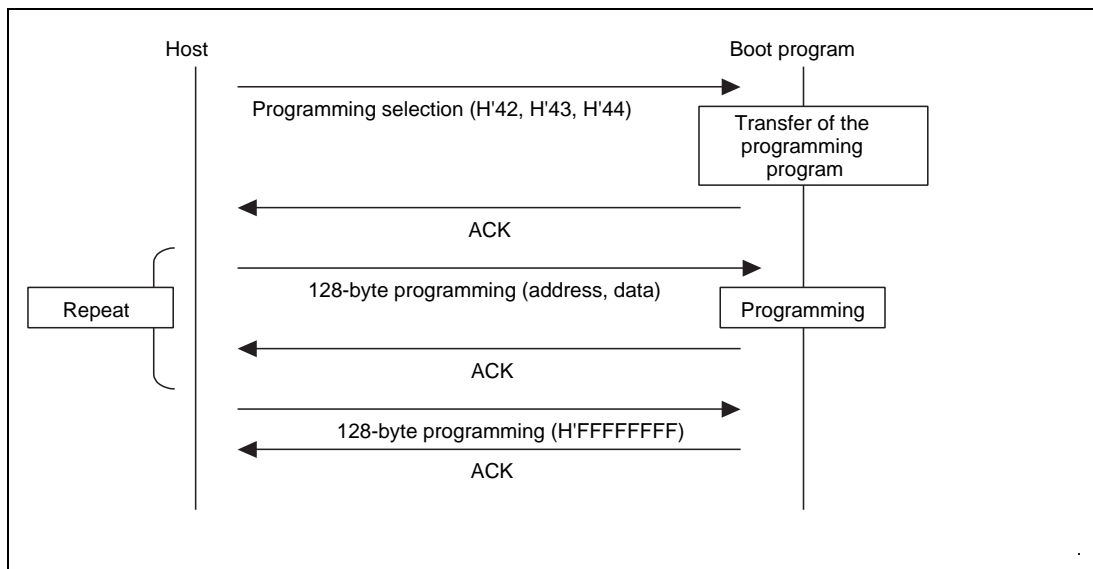 Host
Boot program
Programming selection (H'42, H'43, H'44)
Transfer of the
programming
program
ACK
128-byte programming (address, data)
Repeat
Programming
ACK
128-byte programming (H'FFFFFFFF)
ACK